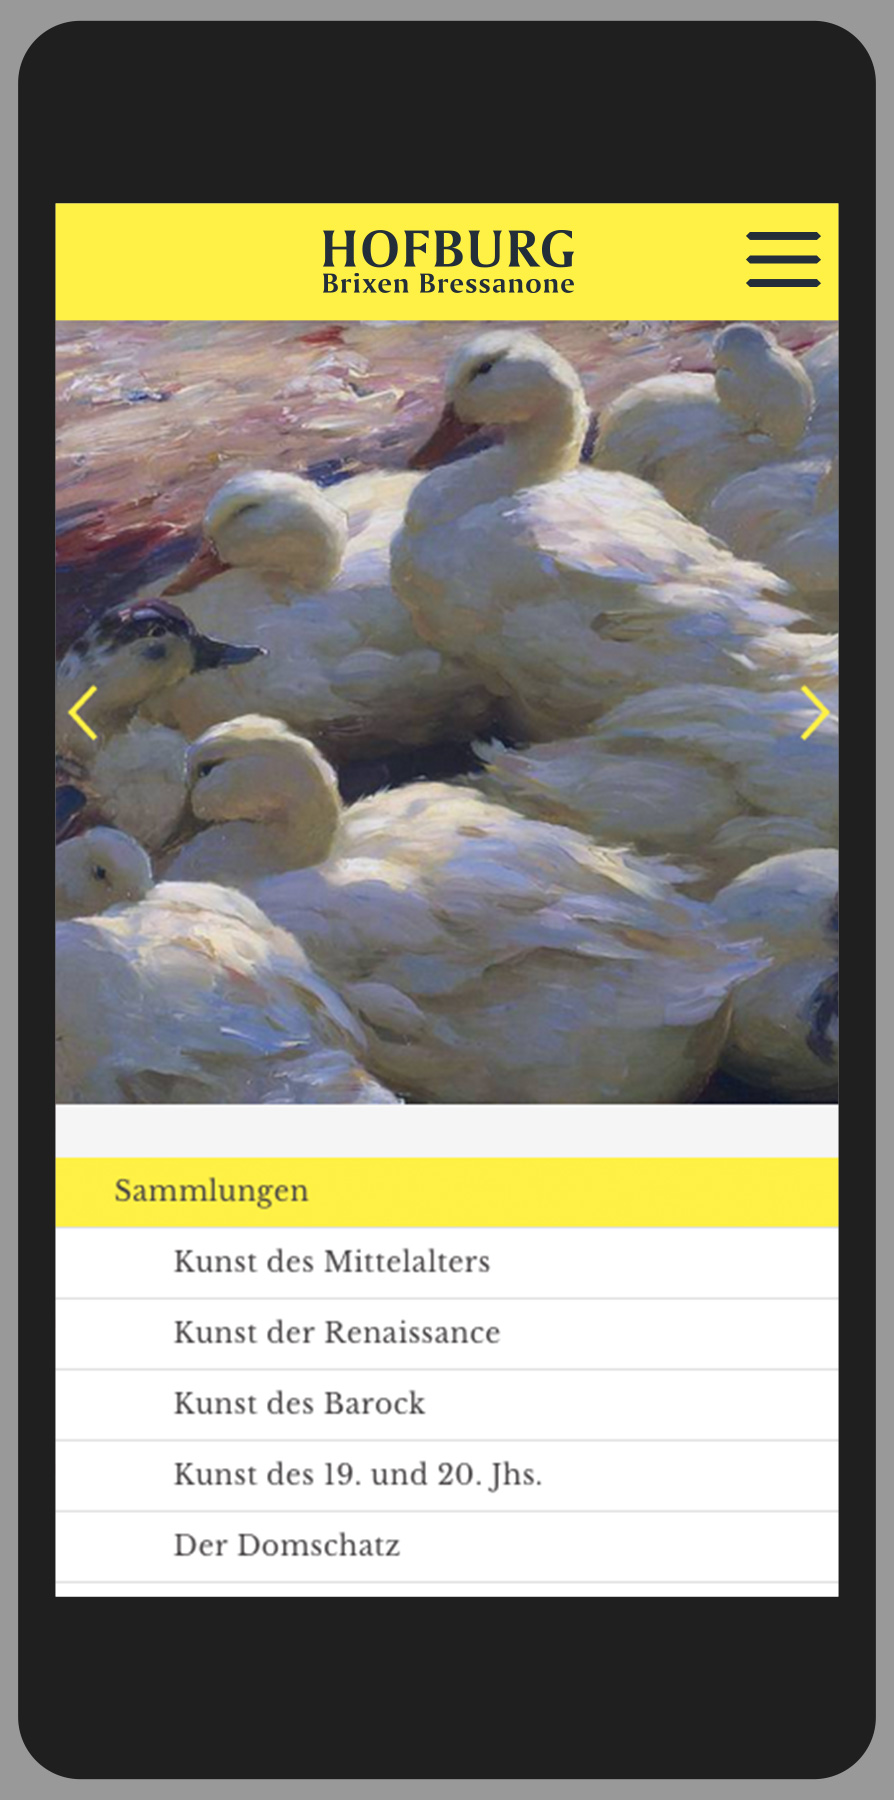 HOFBURG
Brixen Bressanone
Sammlungen
Kunst des Mittelalters
Kunst der Renaissance
Kunst des Barock
Kunst des 19. und 20. Jhs.
Der Domschatz